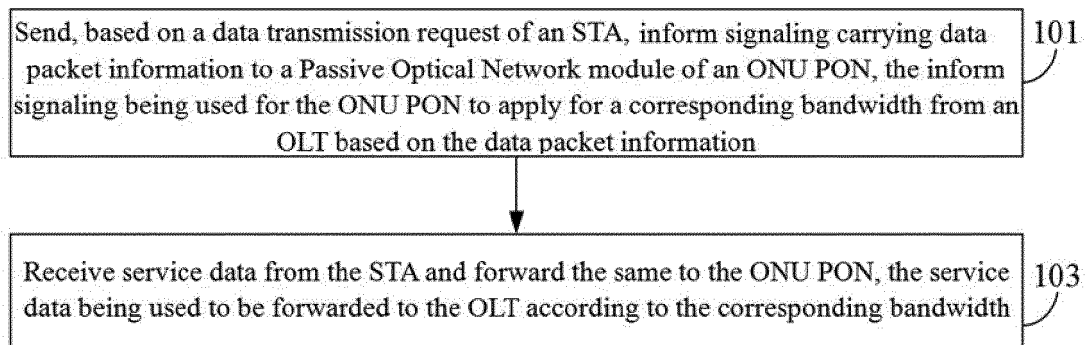 Send, based on a data transmission request of an STA, inform signaling carrying data
packet information to a Passive Optical Network module of an ONU PON, the inform
signaling being used for the ONU PON to apply for a corresponding bandwidth from an
OLT based on the data packet information
101
Receive service data from the STA and forward the same to the ONU PON, the service
data being used to be forwarded to the OLT according to the corresponding bandwidth
103